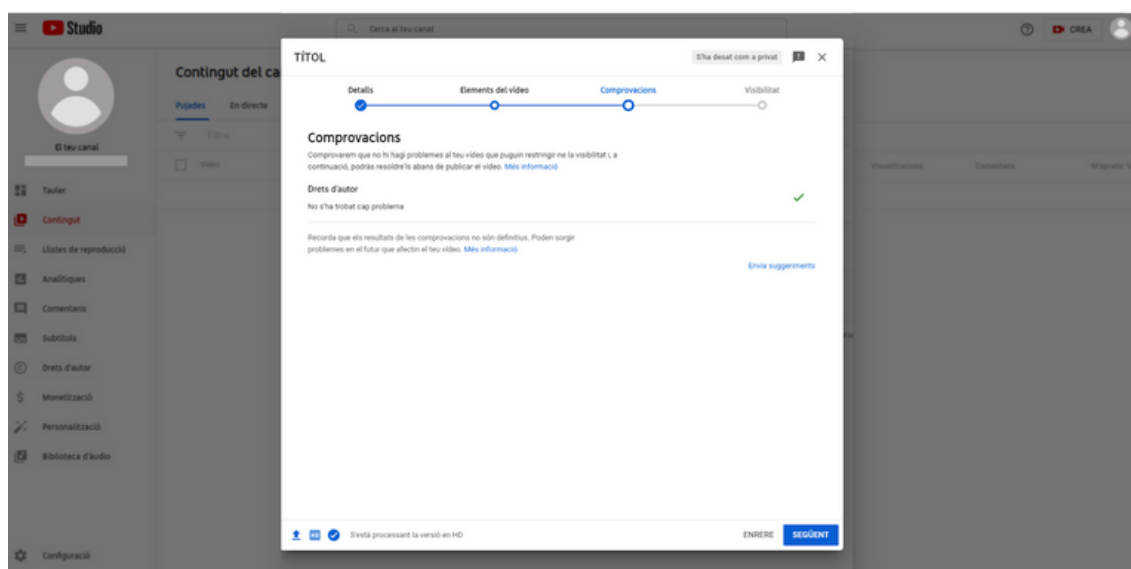 Studio
Cerca al teu canal
CREA
El teu canal
Tauler
Contingut
Llistes de reproducció
Analítiques
Comentaris
Subtítols
Drets d'autor
Monetització
Personalització
Biblioteca d'àudio
Configuració
Contingut del ca
Pujades En directe
Filtra
Vídeo
Visualitzacions Comentaris M'agrada
TÍTOL
S'ha desat com a privat
Detalls Elements del vídeo Comprovacions Visibilitat
Comprovacions
Comprovarem que no hi hagi problemes al teu vídeo que puguin restringir-ne la visibilitat i, a
continuació, podràs resoldre'ls abans de publicar el vídeo. Més informació
Drets d'autor
No s'ha trobat cap problema
Recorda que els resultats de les comprovacions no són definitius. Poden sorgir
problemes en el futur que afectin el teu vídeo. Més informació
Envia suggeriments
HD S'està processant la versió en HD
ENRERE SEGÜENT